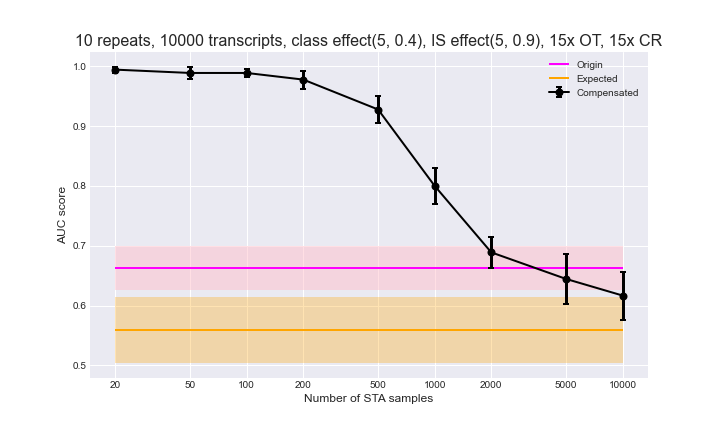 10 repeats, 10000 transcripts, class effect(5, 0.4), IS effect(5, 0.9), 15x OT, 15x CR
Origin
Expected
Compensated
AUC score
1.0
0.9
0.8
0.7
0.6
0.5
20 50 100 200 500 1000 2000 5000 10000
Number of STA samples